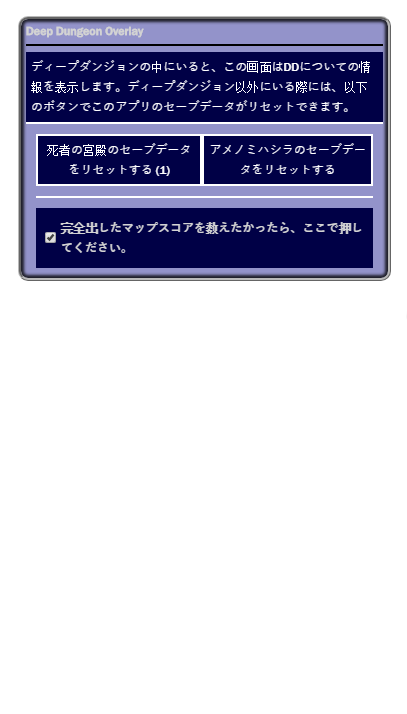 Deep Dungeon Overlay
ディープダンジョンの中にいると、この画面はDDについての情
報を表示します。ディープダンジョン以外にいる際には、以下
のボタンでこのアプリのセーブデータがリセットできます。
死者の宮殿のセーブデータ
をリセットする (1)
アメノミハシラのセーブデー
タをリセットする
完全出したマップスコアを数えたかったら、ここで押し
てください。